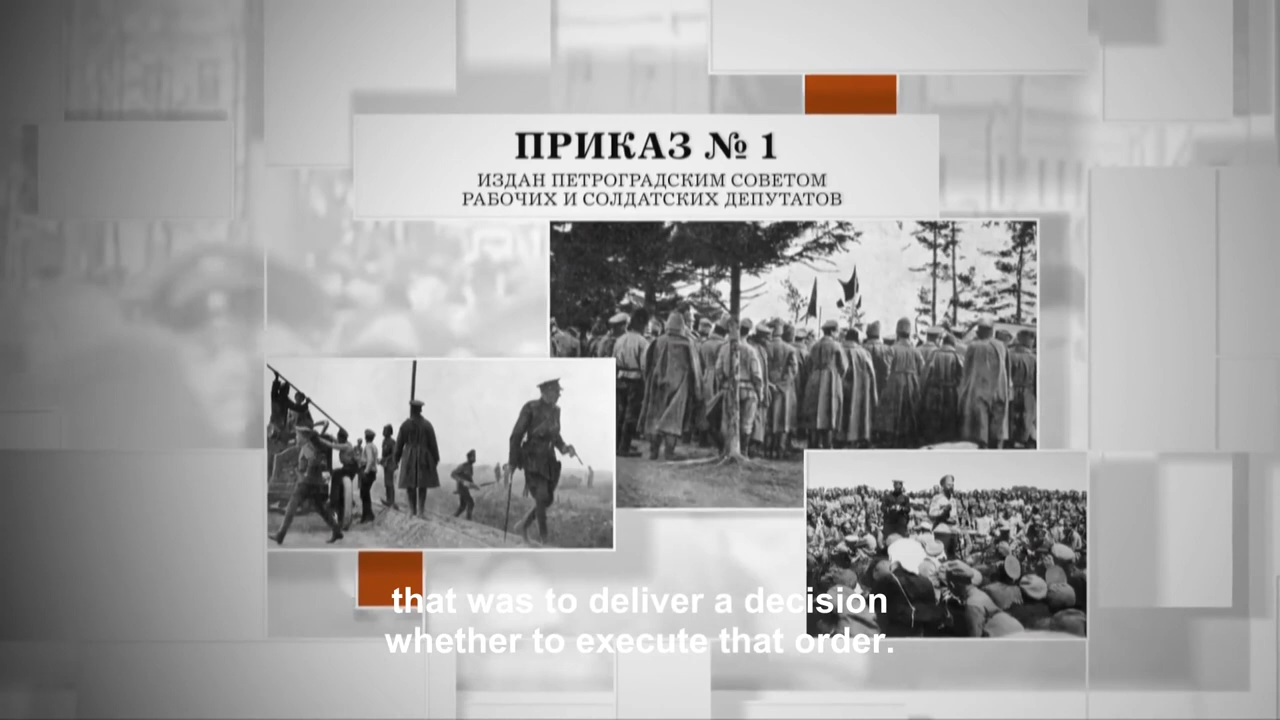 ПРИКАЗ № 1
ИЗДАН ПЕТРОГРАДСКИМ СОВЕТОМ
РАБОЧИХ И СОЛДАТСКИХ ДЕПУТАТОВ
that was to deliver a decision
whether to execute that order.